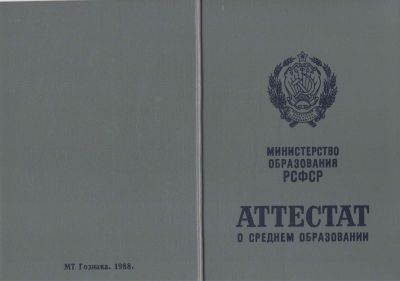 МИНИСТЕРСТВО
ОБРАЗОВАНИЯ
РСФСР
АТТЕСТАТ
О СРЕДНЕМ ОБРАЗОВАНИИ
МТ Гознака. 1988.